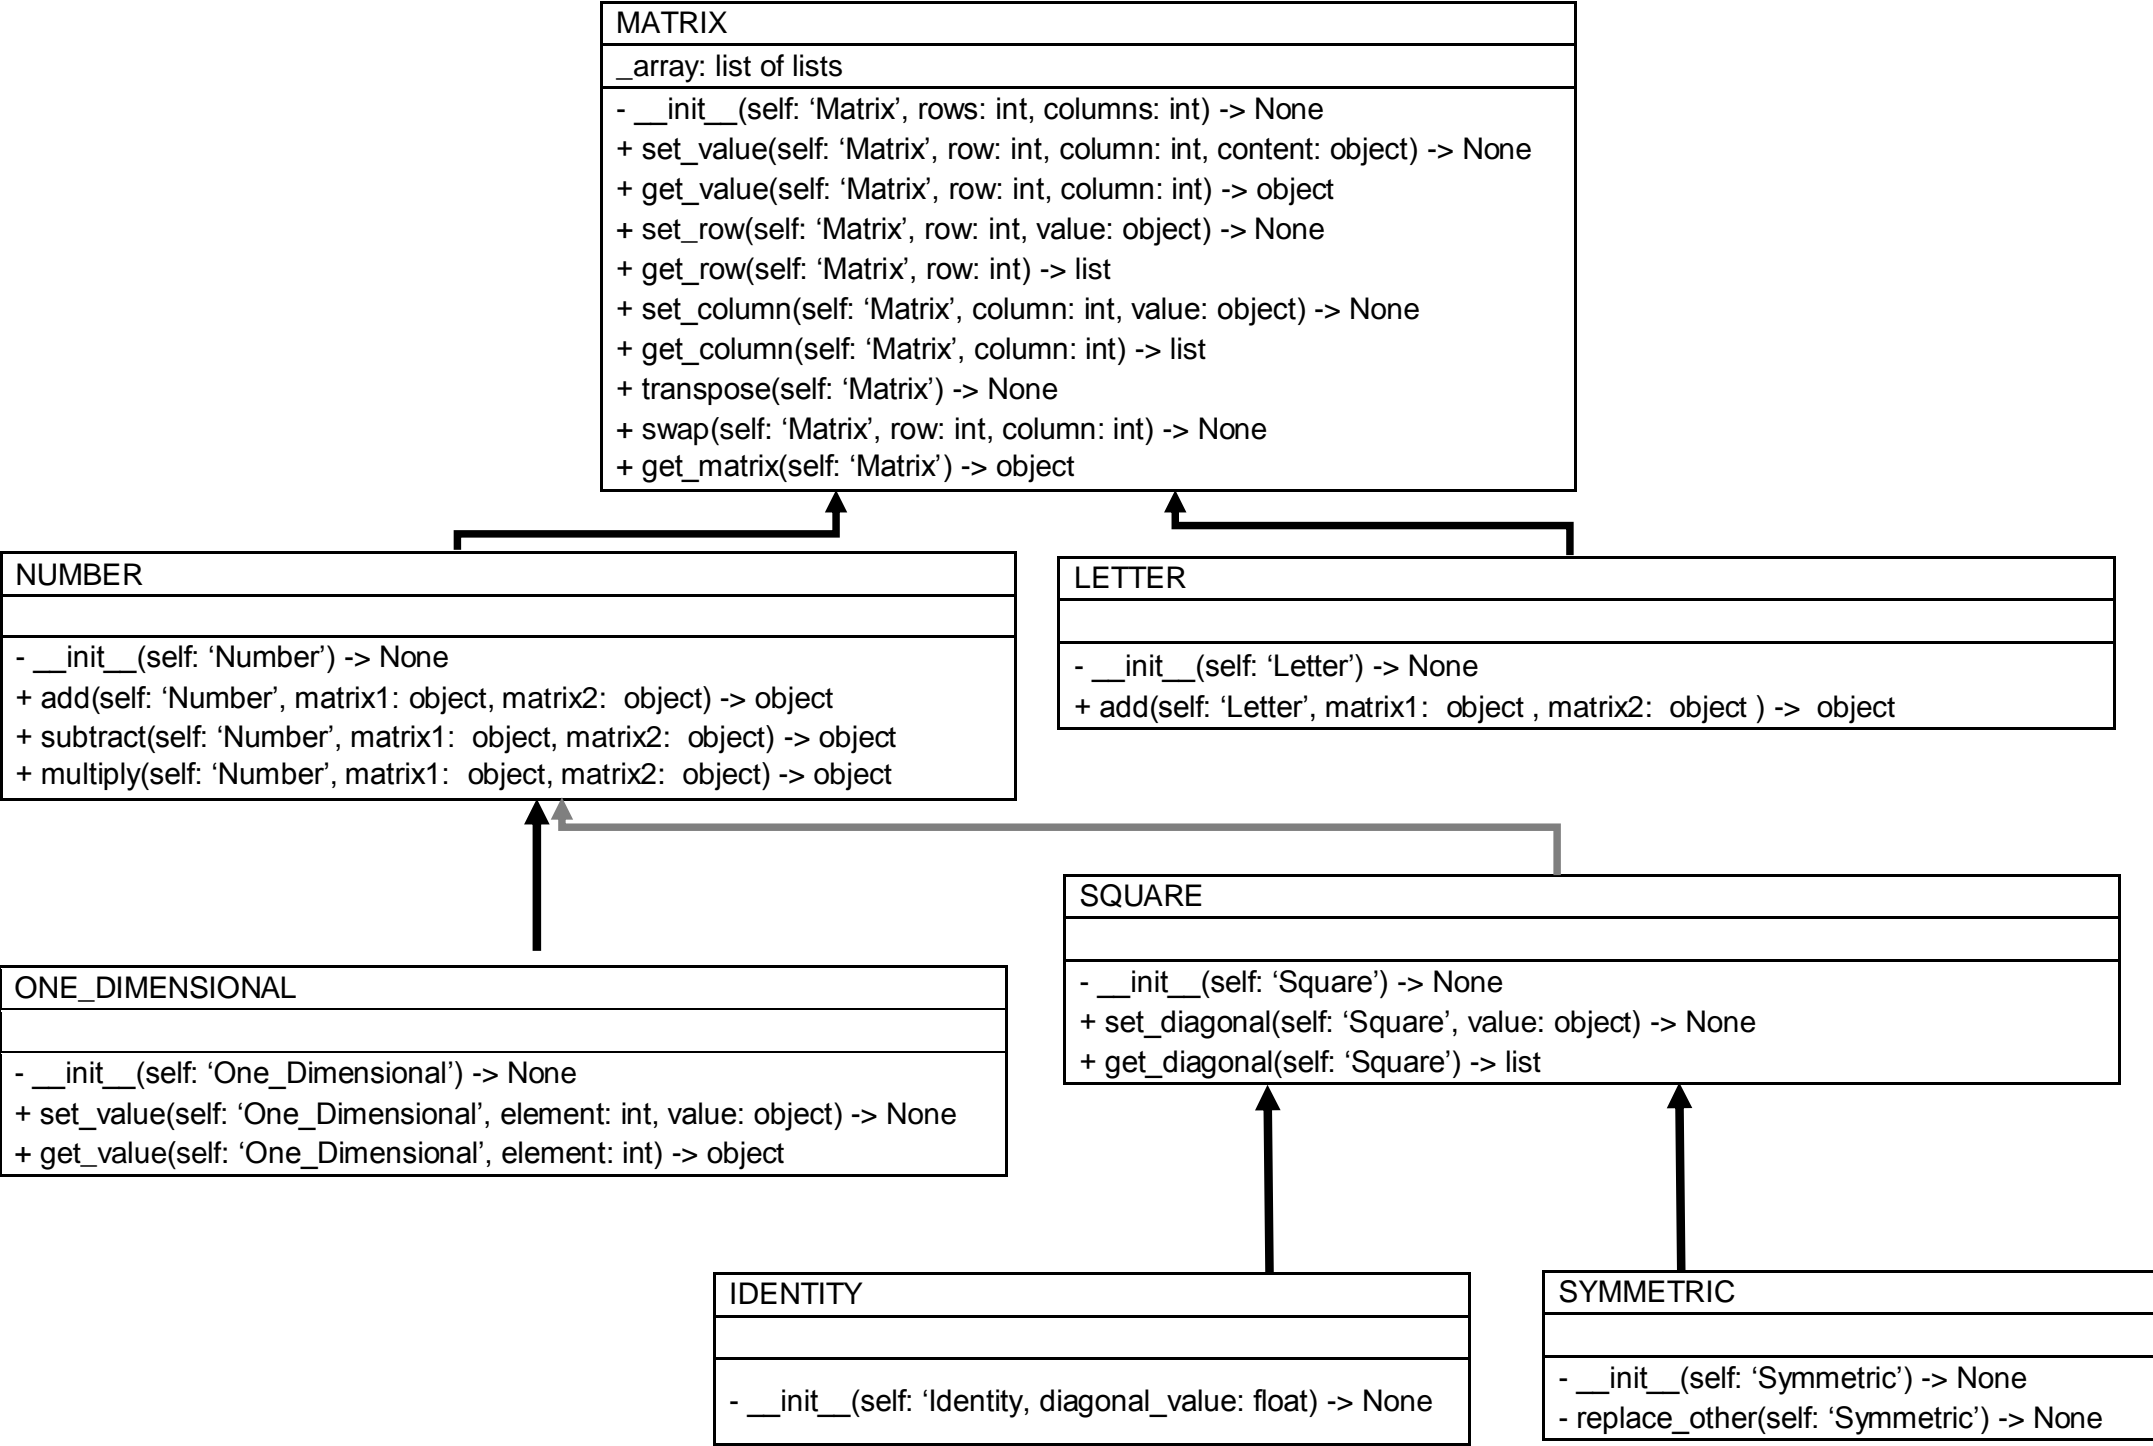 MATRIX
_array: list of lists
- __init__(self: ‘Matrix’, rows: int, columns: int) -> None
+ set_value(self: ‘Matrix’, row: int, column: int, content: object) -> None
+ get_value(self: ‘Matrix’, row: int, column: int) -> object
+ set_row(self: ‘Matrix’, row: int, value: object) -> None
+ get_row(self: ‘Matrix’, row: int) -> list
+ set_column(self: ‘Matrix’, column: int, value: object) -> None
+ get_column(self: ‘Matrix’, column: int) -> list
+ transpose(self: ‘Matrix’) -> None
+ swap(self: ‘Matrix’, row: int, column: int) -> None
+ get_matrix(self: ‘Matrix’) -> object
NUMBER
- __init__(self: ‘Number’) -> None
+ add(self: ‘Number’, matrix1: object, matrix2:  object) -> object
+ subtract(self: ‘Number’, matrix1:  object, matrix2:  object) -> object
+ multiply(self: ‘Number’, matrix1:  object, matrix2:  object) -> object
LETTER
- __init__(self: ‘Letter’) -> None
+ add(self: ‘Letter’, matrix1:  object , matrix2:  object ) ->  object
ONE_DIMENSIONAL
- __init__(self: ‘One_Dimensional’) -> None
+ set_value(self: ‘One_Dimensional’, element: int, value: object) -> None
+ get_value(self: ‘One_Dimensional’, element: int) -> object
SQUARE
- __init__(self: ‘Square’) -> None
+ set_diagonal(self: ‘Square’, value: object) -> None
+ get_diagonal(self: ‘Square’) -> list
IDENTITY
- __init__(self: ‘Identity, diagonal_value: float) -> None
SYMMETRIC
- __init__(self: ‘Symmetric’) -> None
- replace_other(self: ‘Symmetric’) -> None